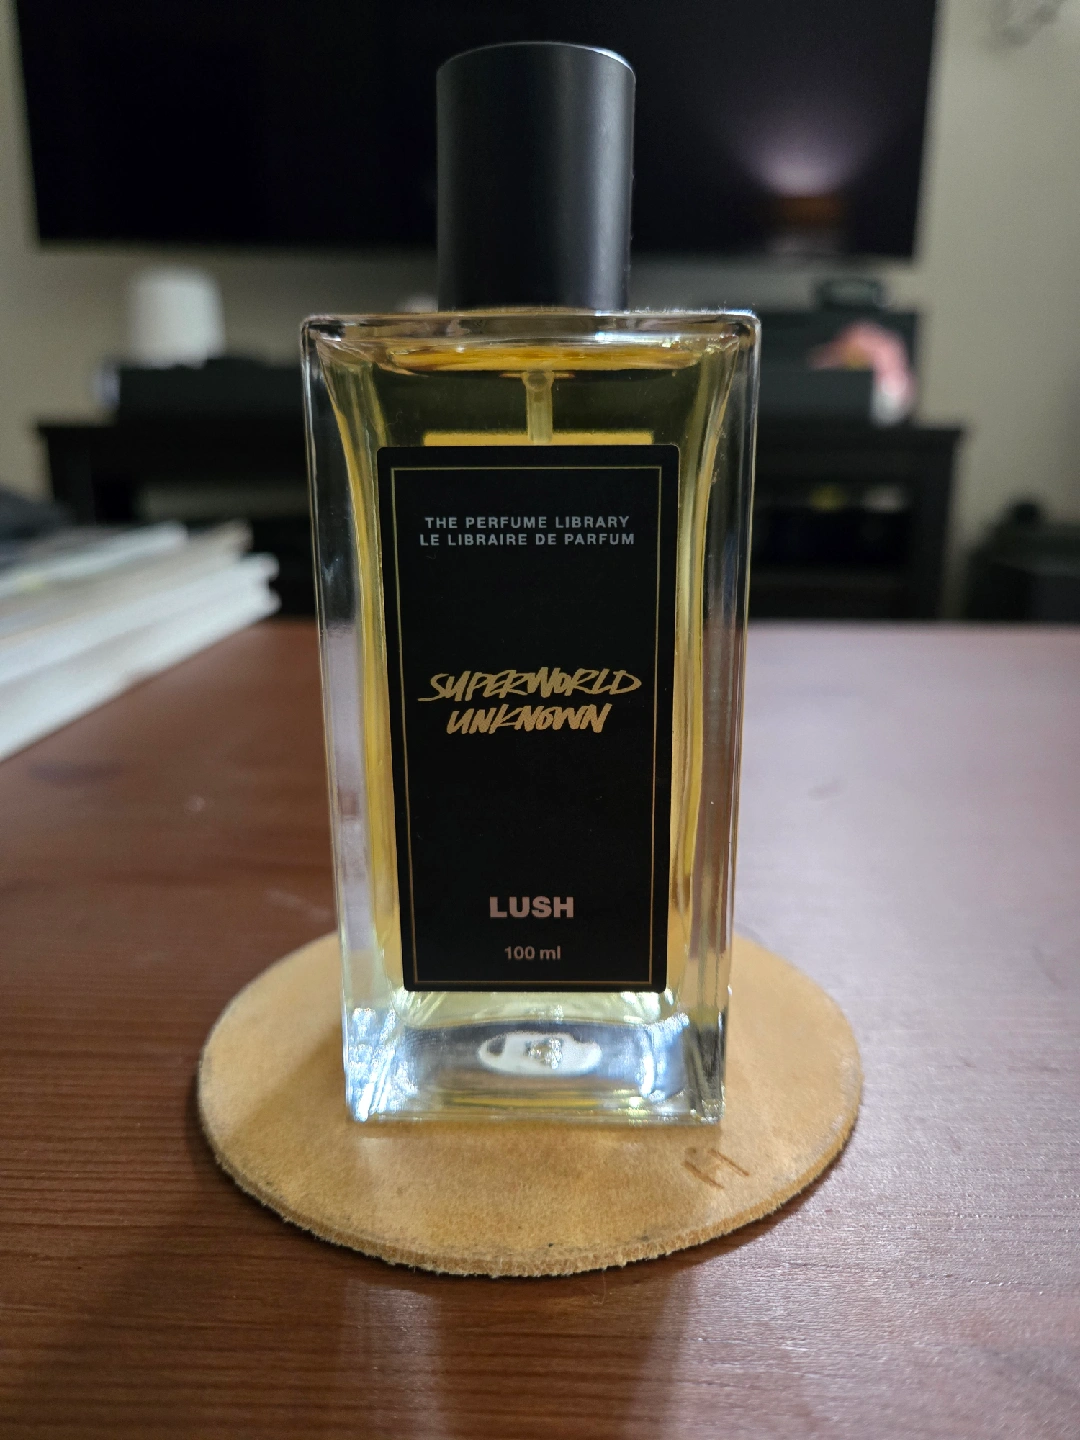 THE PERFUME LIBRARY
LE LIBRAIRE DE PARFUM
SUPERWORLD
UNKNOWN
LUSH
100 ml